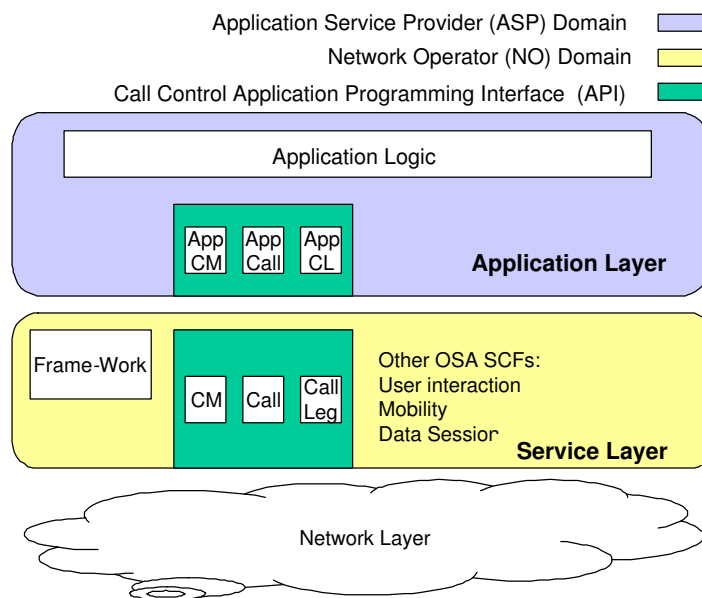 Application Service Provider (ASP) Domain
Network Operator (NO) Domain
Call Control Application Programming Interface (API)
Application Logic
App
CM
App
Call
App
CL
Application Layer
Frame-Work
CM
Call
Call
Leg
Other OSA SCFs:
User interaction
Mobility
Data Session
Service Layer
Network Layer